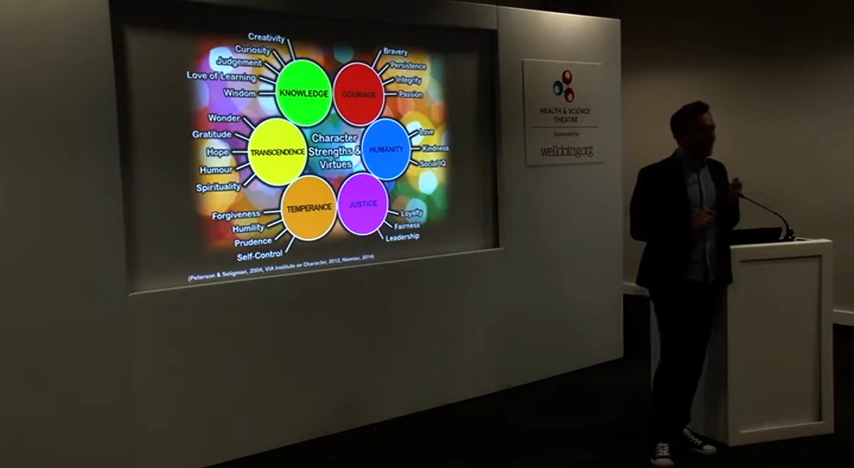 Creativity
Curiosity
Judgement
Love of Learning
Wisdom
KNOWLEDGE
Bravery
Persistence
Integrity
Passion
COURAGE
Wonder
Gratitude
Hope
Humour
Spirituality
TRANSCENDENCE
Character
Strengths &
Virtues
HUMANITY
Love
Kindness
Social IQ
Forgiveness
Humility
Prudence
Self-Control
TEMPERANCE
JUSTICE
Loyalty
Fairness
Leadership
(Peterson & Seligman, 2004, VIA Institute on Character, 2012, Niemiec, 2014)
HEALTH & SCIENCE
THEATRE
Sponsored by
welldoing.org